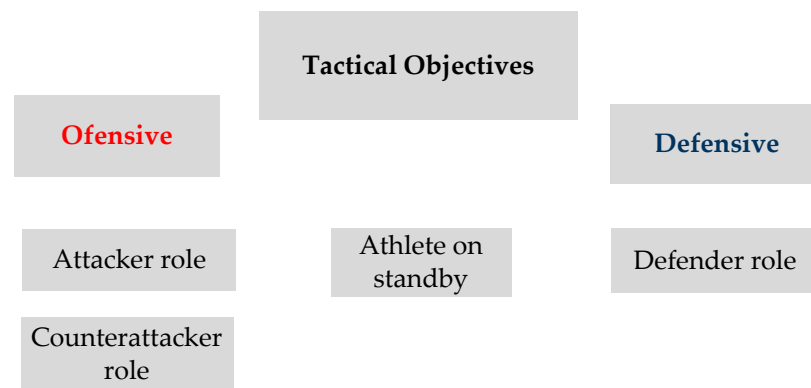 Tactical Objectives
Ofensive
Defensive
Attacker role
Athlete on
standby
Defender role
Counterattacker
role